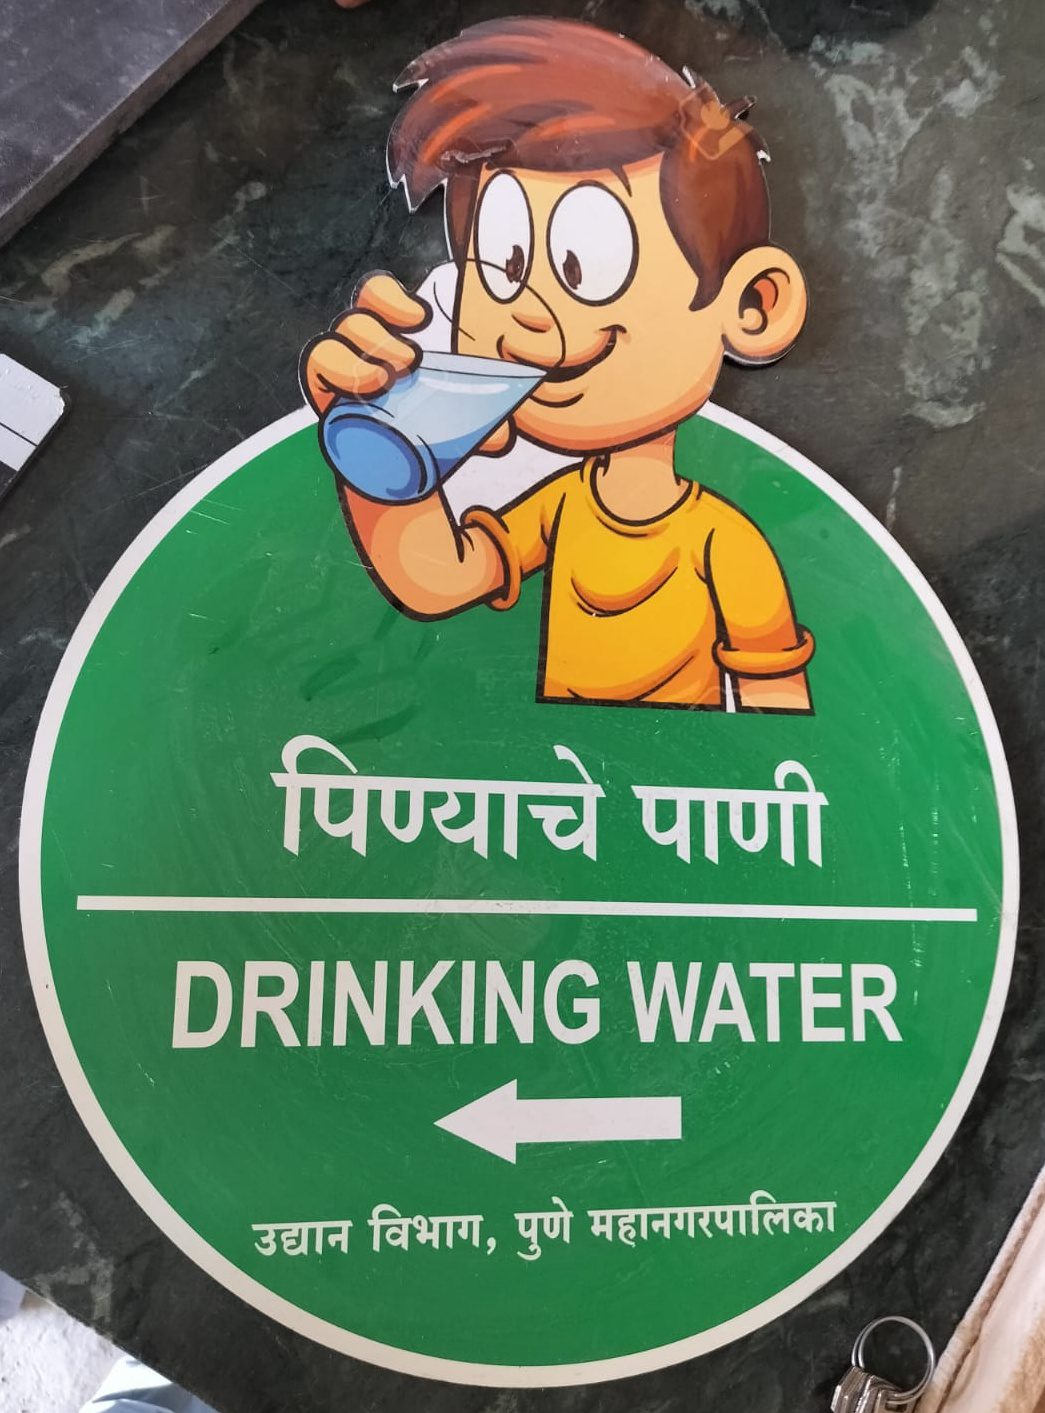 पिण्याचे पाणी
DRINKING WATER
उद्यान विभाग, पुणे महानगरपालिका